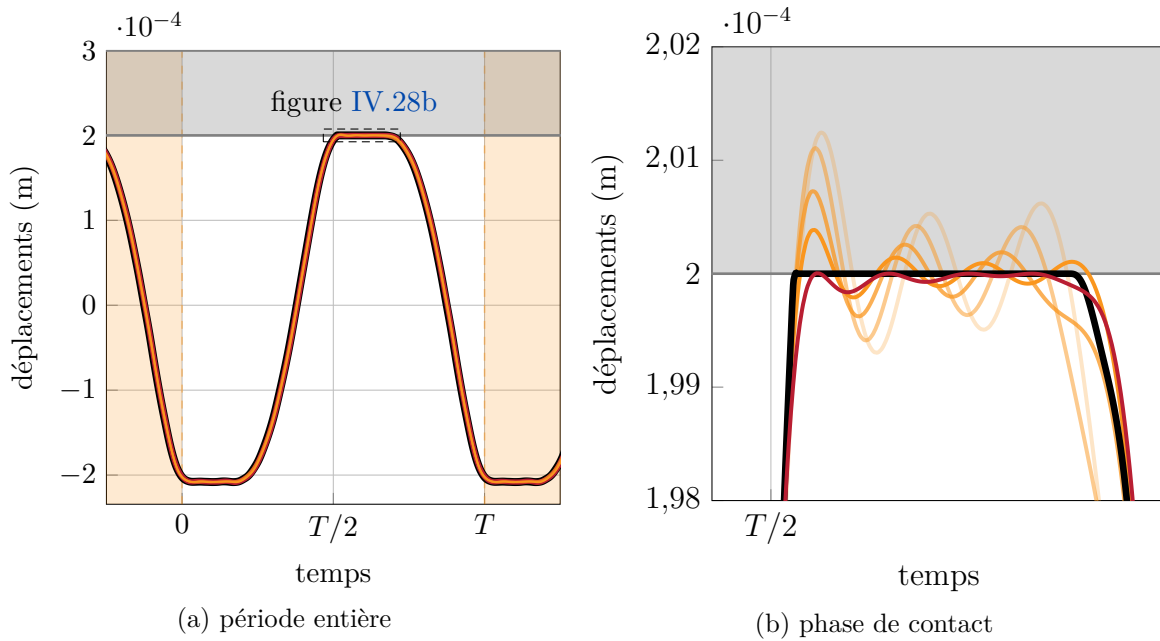 ·10−4
3
2
1
0
−1
−2
déplacements (m)
figure IV.28b
0
T/2
T
temps
(a) période entière
·10−4
2,02
2,01
2
1,99
1,98
déplacements (m)
T/2
temps
(b) phase de contact